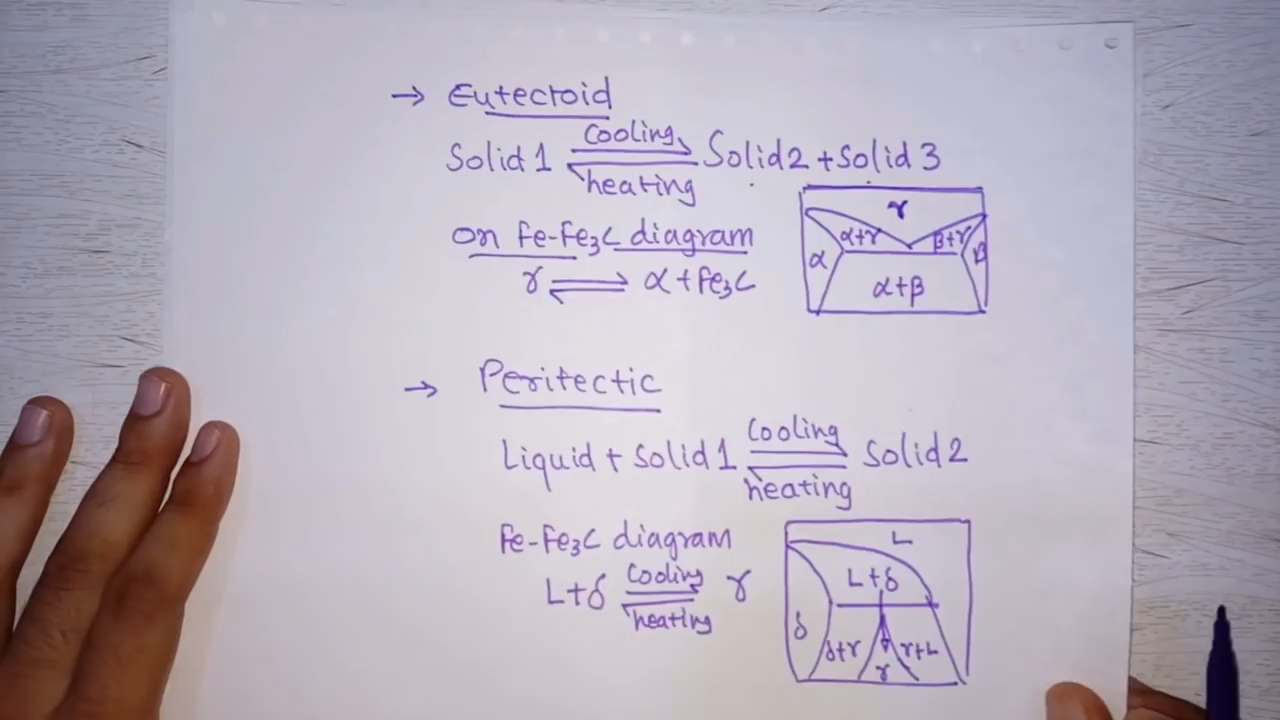 → Eutectoid
Solid 1 ⇌ Solid 2 + Solid 3
Cooling
heating
on Fe-Fe₃C diagram
γ ⇌ α + Fe₃C
γ
α+γ
β+γ
α
β
α+β
→ Peritectic
Liquid + Solid 1 ⇌ Solid 2
Cooling
heating
Fe-Fe₃C diagram
L+δ ⇌ γ
Cooling
heating
L
L+δ
δ
δ+γ
γ+L
γ